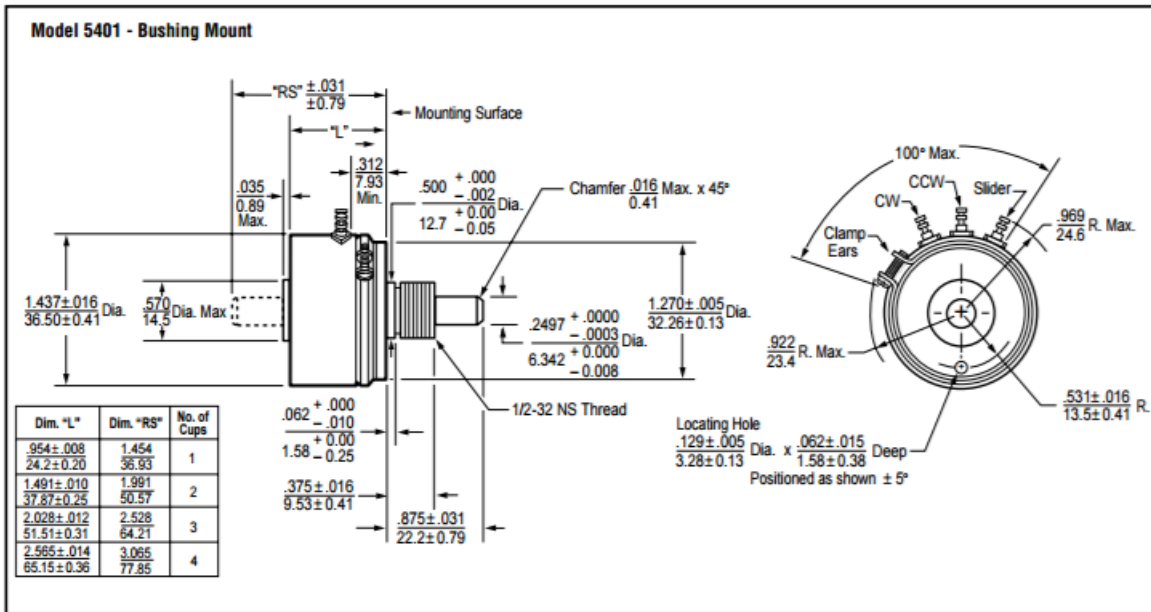 Model 5401 - Bushing Mount
"RS" ±.031
±0.79
Mounting Surface
"L"
.312
7.93
Min.
.035
0.89
Max.
.500 + .000
- .002
12.7 + 0.00
- 0.05
Dia.
Chamfer .016 Max. x 45°
0.41
1.437±.016
36.50±0.41
Dia.
.570
14.5
Dia. Max
.2497 + .0000
- .0003
6.342 + 0.000
- 0.008
Dia.
1.270±.005
32.26±0.13
Dia.
1/2-32 NS Thread
.062 + .000
- .010
1.58 + 0.00
- 0.25
.375±.016
9.53±0.41
.875±.031
22.2±0.79
100° Max.
CCW
CW
Slider
Clamp
Ears
.969
24.6
R. Max.
.922
23.4
R. Max.
.531±.016
13.5±0.41
R.
Locating Hole
.129±.005 Dia. x .062±.015 Deep
3.28±0.13 1.58±0.38
Positioned as shown ± 5°
Dim. "L" Dim. "RS" No. of
Cups
.954±.008 1.454
24.2±0.20 36.93 1
1.491±.010 1.991
37.87±0.25 50.57 2
2.028±.012 2.528
51.51±0.31 64.21 3
2.565±.014 3.065
65.15±0.36 77.85 4